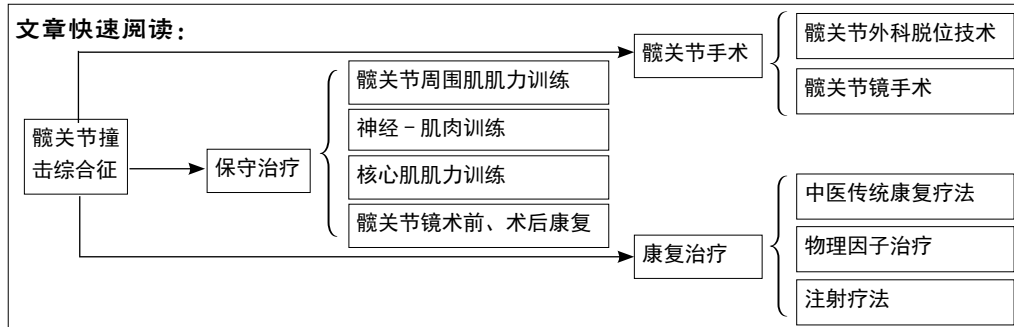 文章快速阅读：
髋关节手术
髋关节外科脱位技术
髋关节镜手术
髋关节撞
击综合征
保守治疗
髋关节周围肌肌力训练
神经－肌肉训练
核心肌肌力训练
髋关节镜术前、术后康复
康复治疗
中医传统康复疗法
物理因子治疗
注射疗法